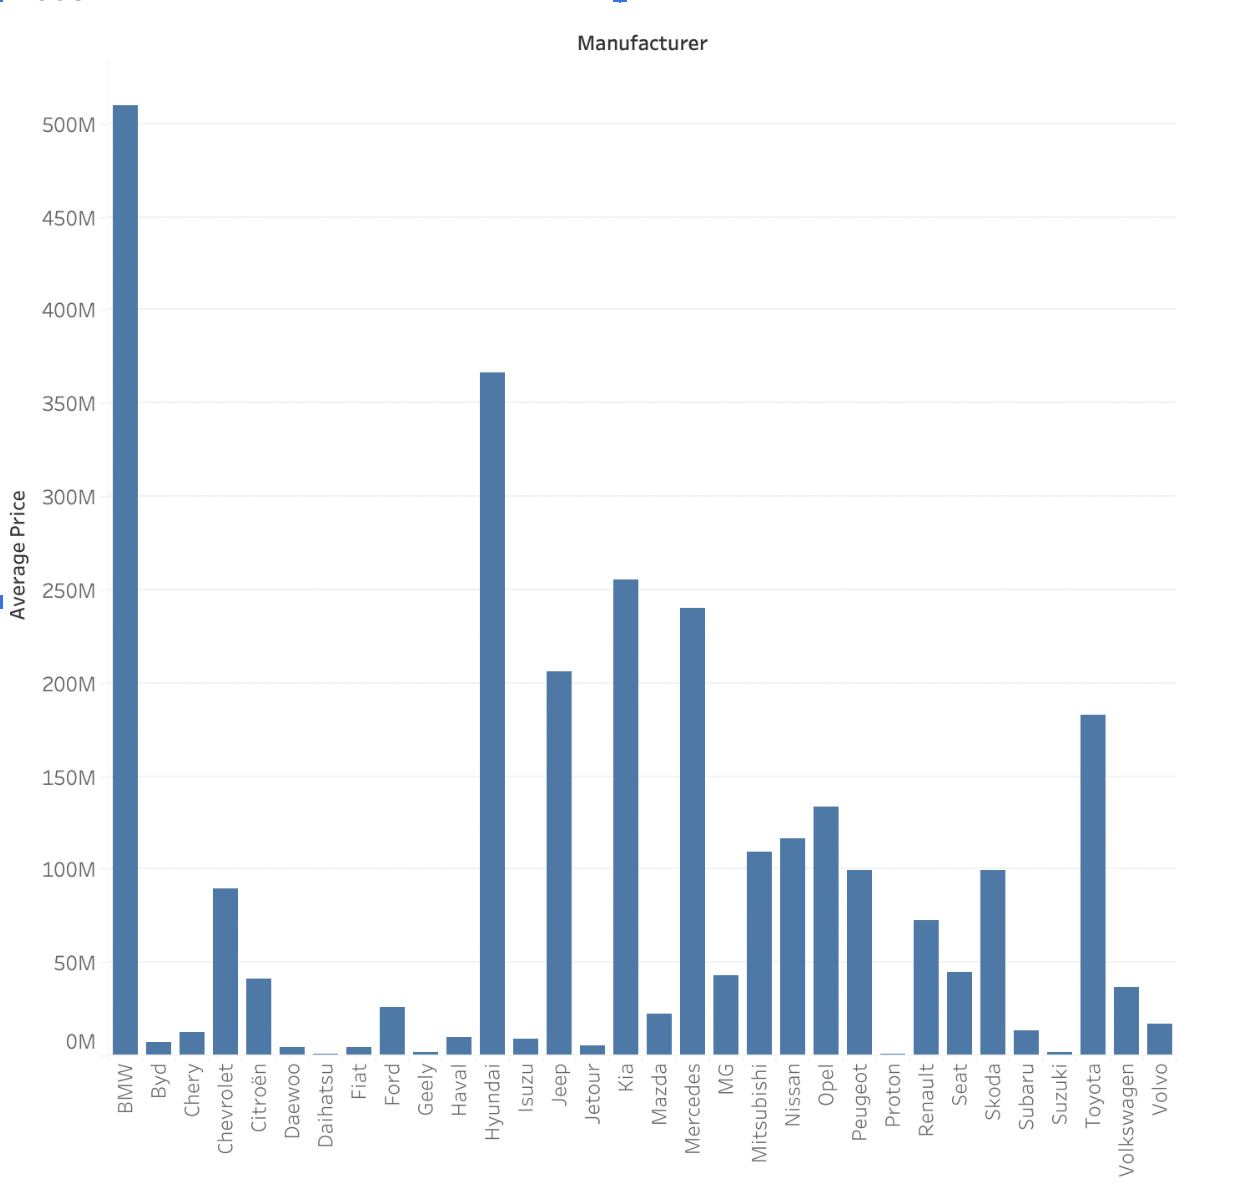 Manufacturer
500M
450M
400M
350M
300M
250M
200M
150M
100M
50M
0M
Average Price
BMW
Byd
Chery
Chevrolet
Citroën
Daewoo
Daihatsu
Fiat
Ford
Geely
Haval
Hyundai
Isuzu
Jeep
Jetour
Kia
Mazda
Mercedes
MG
Mitsubishi
Nissan
Opel
Peugeot
Proton
Renault
Seat
Skoda
Subaru
Suzuki
Toyota
Volkswagen
Volvo